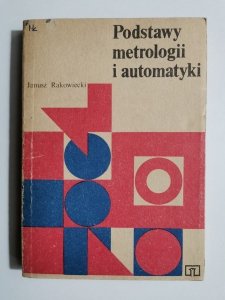 Podstawy
metrologii
i automatyki
Janusz Rakowiecki